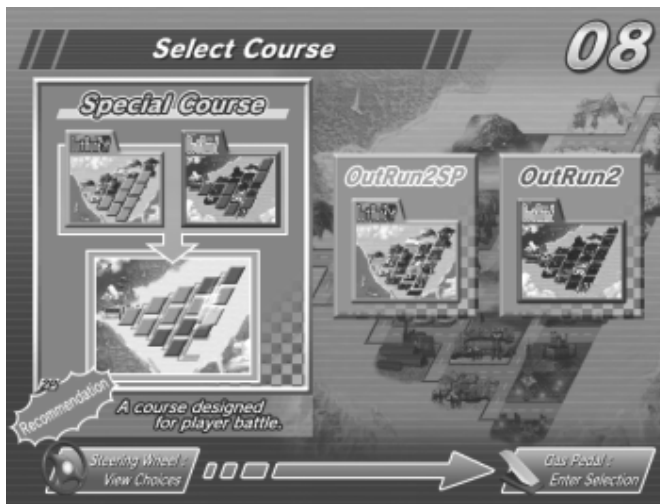 Select Course
08
Special Course
OutRun2SP
OutRun2
Recommendation
A course designed
for player battle.
Steering Wheel :
View Choices
Gas Pedal :
Enter Selection